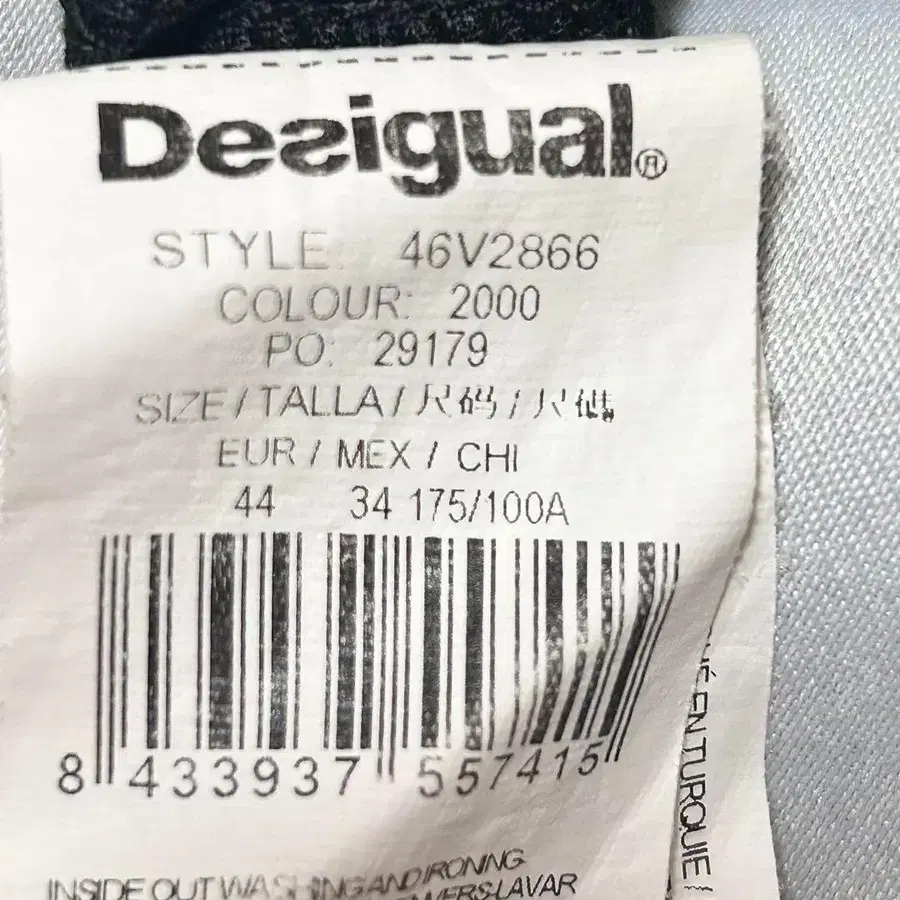 Desigual®
STYLE: 46V2866
COLOUR: 2000
PO: 29179
SIZE / TALLA / 尺码 / 尺碼
EUR / MEX / CHI
44 34 175/100A
8 433937 557415
INSIDE OUT WASHING AND IRONING
LAVAR
EN TURQUIE /